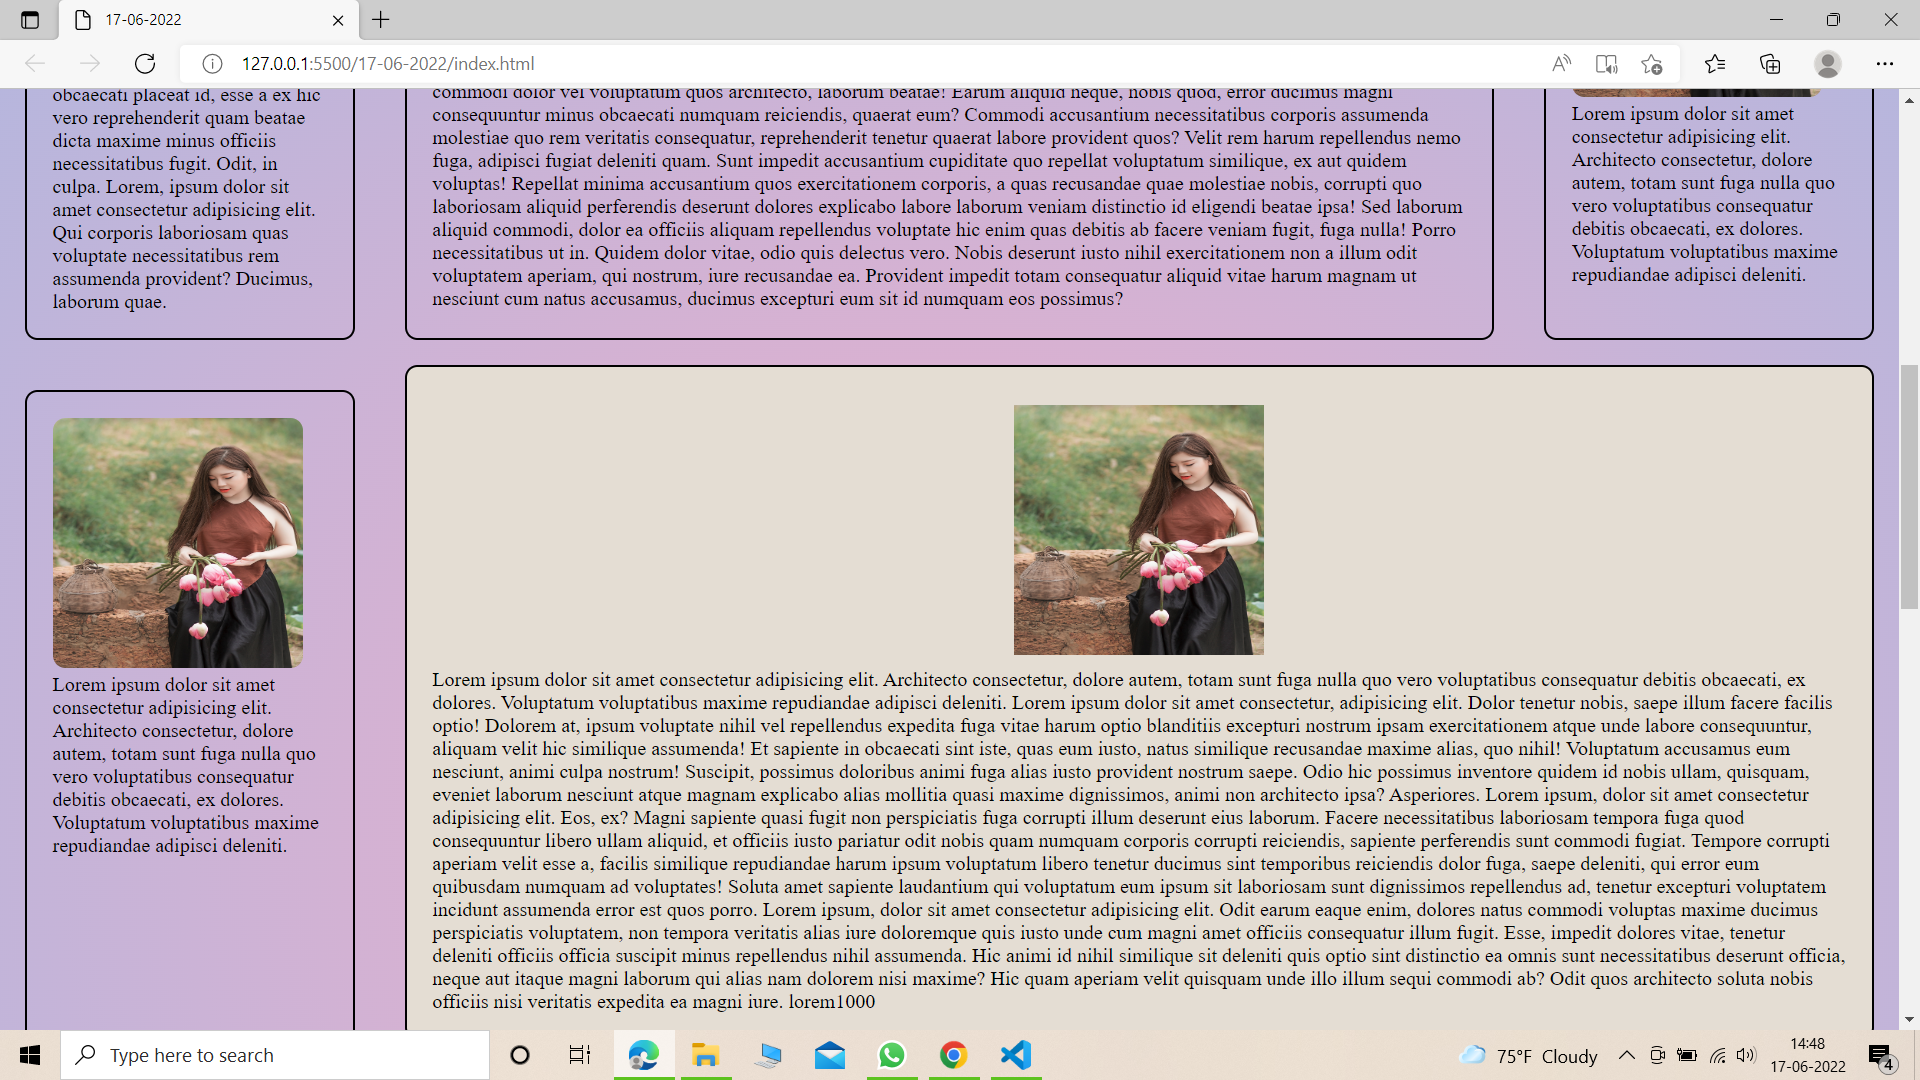 17-06-2022
127.0.0.1:5500/17-06-2022/index.html
obcaecati placeat id, esse a ex hic
vero reprehenderit quam beatae
dicta maxime minus officiis
necessitatibus fugit. Odit, in
culpa. Lorem, ipsum dolor sit
amet consectetur adipisicing elit.
Qui corporis laboriosam quas
voluptate necessitatibus rem
assumenda provident? Ducimus,
laborum quae.
commodi dolor vel voluptatum quos architecto, laborum beatae! Earum aliquid neque, nobis quod, error ducimus magni
consequuntur minus obcaecati numquam reiciendis, quaerat eum? Commodi accusantium necessitatibus corporis assumenda
molestiae quo rem veritatis consequatur, reprehenderit tenetur quaerat labore provident quos? Velit rem harum repellendus nemo
fuga, adipisci fugiat deleniti quam. Sunt impedit accusantium cupiditate quo repellat voluptatum similique, ex aut quidem
voluptas! Repellat minima accusantium quos exercitationem corporis, a quas recusandae quae molestiae nobis, corrupti quo
laboriosam aliquid perferendis deserunt dolores explicabo labore laborum veniam distinctio id eligendi beatae ipsa! Sed laborum
aliquid commodi, dolor ea officiis aliquam repellendus voluptate hic enim quas debitis ab facere veniam fugit, fuga nulla! Porro
necessitatibus ut in. Quidem dolor vitae, odio quis delectus vero. Nobis deserunt iusto nihil exercitationem non a illum odit
voluptatem aperiam, qui nostrum, iure recusandae ea. Provident impedit totam consequatur aliquid vitae harum magnam ut
nesciunt cum natus accusamus, ducimus excepturi eum sit id numquam eos possimus?
Lorem ipsum dolor sit amet
consectetur adipisicing elit.
Architecto consectetur, dolore
autem, totam sunt fuga nulla quo
vero voluptatibus consequatur
debitis obcaecati, ex dolores.
Voluptatum voluptatibus maxime
repudiandae adipisci deleniti.
Lorem ipsum dolor sit amet
consectetur adipisicing elit.
Architecto consectetur, dolore
autem, totam sunt fuga nulla quo
vero voluptatibus consequatur
debitis obcaecati, ex dolores.
Voluptatum voluptatibus maxime
repudiandae adipisci deleniti.
Lorem ipsum dolor sit amet consectetur adipisicing elit. Architecto consectetur, dolore autem, totam sunt fuga nulla quo vero voluptatibus consequatur debitis obcaecati, ex
dolores. Voluptatum voluptatibus maxime repudiandae adipisci deleniti. Lorem ipsum dolor sit amet consectetur, adipisicing elit. Dolor tenetur nobis, saepe illum facere facilis
optio! Dolorem at, ipsum voluptate nihil vel repellendus expedita fuga vitae harum optio blanditiis excepturi nostrum ipsam exercitationem atque unde labore consequuntur,
aliquam velit hic similique assumenda! Et sapiente in obcaecati sint iste, quas eum iusto, natus similique recusandae maxime alias, quo nihil! Voluptatum accusamus eum
nesciunt, animi culpa nostrum! Suscipit, possimus doloribus animi fuga alias iusto provident nostrum saepe. Odio hic possimus inventore quidem id nobis ullam, quisquam,
eveniet laborum nesciunt atque magnam explicabo alias mollitia quasi maxime dignissimos, animi non architecto ipsa? Asperiores. Lorem ipsum, dolor sit amet consectetur
adipisicing elit. Eos, ex? Magni sapiente quasi fugit non perspiciatis fuga corrupti illum deserunt eius laborum. Facere necessitatibus laboriosam tempora fuga quod
consequuntur libero ullam aliquid, et officiis iusto pariatur odit nobis quam numquam corporis corrupti reiciendis, sapiente perferendis sunt commodi fugiat. Tempore corrupti
aperiam velit esse a, facilis similique repudiandae harum ipsum voluptatum libero tenetur ducimus sint temporibus reiciendis dolor fuga, saepe deleniti, qui error eum
quibusdam numquam ad voluptates! Soluta amet sapiente laudantium qui voluptatum eum ipsum sit laboriosam sunt dignissimos repellendus ad, tenetur excepturi voluptatem
incidunt assumenda error est quos porro. Lorem ipsum, dolor sit amet consectetur adipisicing elit. Odit earum eaque enim, dolores natus commodi voluptas maxime ducimus
perspiciatis voluptatem, non tempora veritatis alias iure doloremque quis iusto unde cum magni amet officiis consequatur illum fugit. Esse, impedit dolores vitae, tenetur
deleniti officiis officia suscipit minus repellendus nihil assumenda. Hic animi id nihil similique sit deleniti quis optio sint distinctio ea omnis sunt necessitatibus deserunt officia,
neque aut itaque magni laborum qui alias nam dolorem nisi maxime? Hic quam aperiam velit quisquam unde illo illum sequi commodi ab? Odit quos architecto soluta nobis
officiis nisi veritatis expedita ea magni iure. lorem1000
Type here to search
75°F Cloudy
14:48
17-06-2022
4